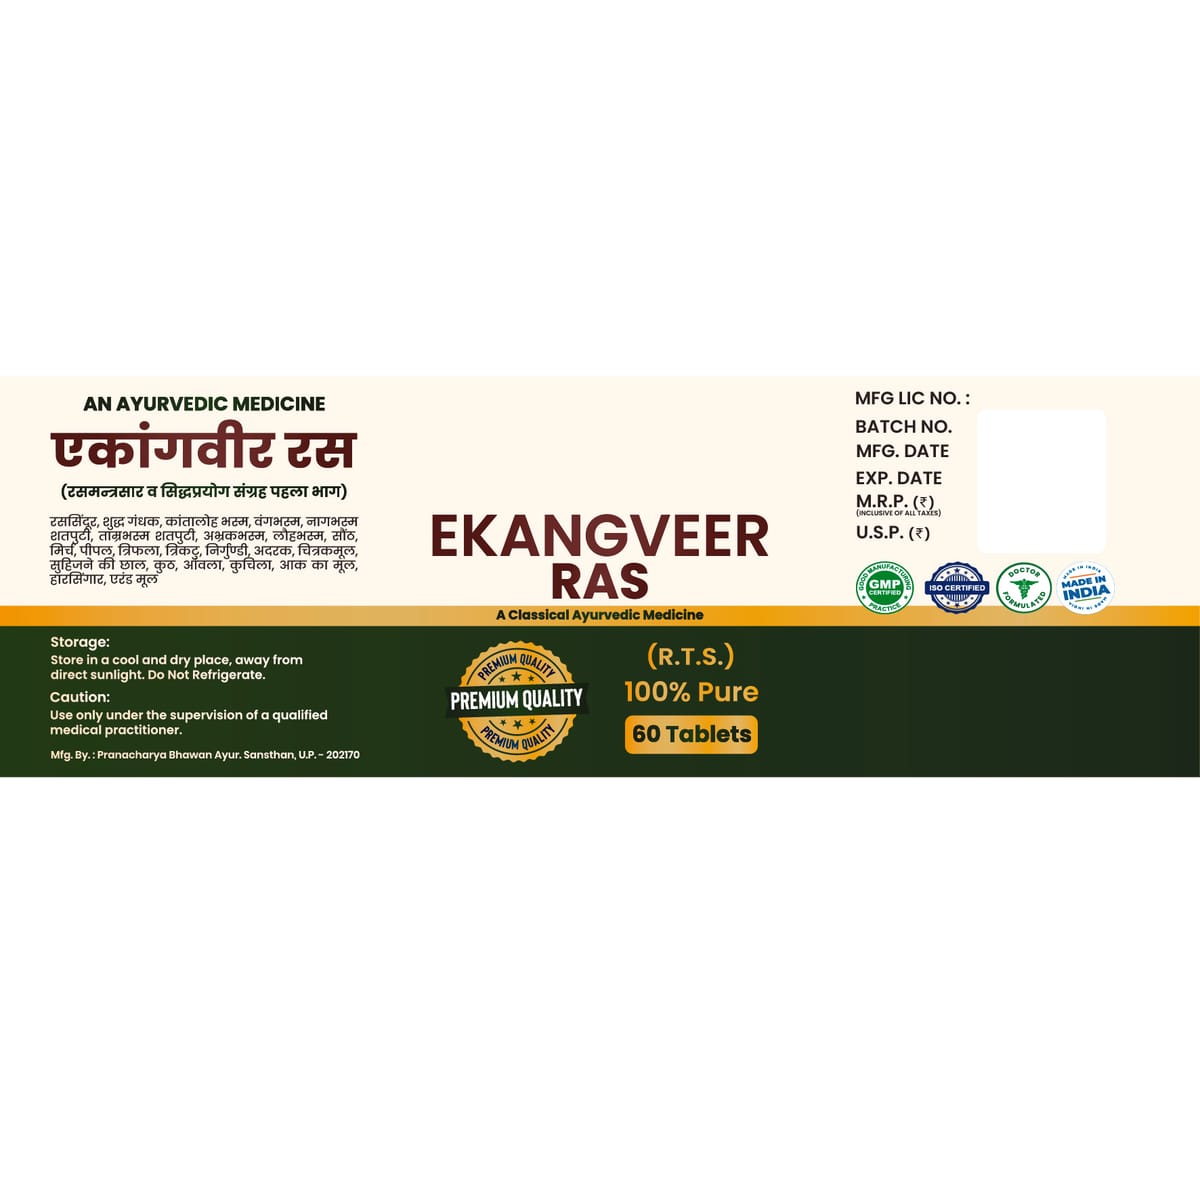 AN AYURVEDIC MEDICINE
एकांगवीर रस
(रसमन्त्रसार व सिद्धप्रयोग संग्रह पहला भाग)
रससिंदूर, शुद्ध गंधक, कांतालोह भस्म, वंगभस्म, नागभस्म
शतपुटी, ताम्रभस्म शतपुटी, अभ्रकभस्म, लौहभस्म, सौंठ,
मिर्च, पीपल, त्रिफला, त्रिकटु, निर्गुण्डी, अदरक, चित्रकमूल,
सुहिजने की छाल, कुठ, आँवला, कुचिला, आक का मूल,
हारसिंगार, एरंड मूल
Storage:
Store in a cool and dry place, away from
direct sunlight. Do Not Refrigerate.
Caution:
Use only under the supervision of a qualified
medical practitioner.
Mfg. By. : Pranacharya Bhawan Ayur. Sansthan, U.P. - 202170
EKANGVEER
RAS
A Classical Ayurvedic Medicine
PREMIUM QUALITY
PREMIUM QUALITY
PREMIUM QUALITY
(R.T.S.)
100% Pure
60 Tablets
MFG LIC NO. :
BATCH NO.
MFG. DATE
EXP. DATE
M.R.P. (₹)
(INCLUSIVE OF ALL TAXES)
U.S.P. (₹)
GOOD MANUFACTURING
GMP
CERTIFIED
PRACTICE
ISO CERTIFIED
DOCTOR
FORMULATED
MADE IN INDIA
MADE IN
INDIA